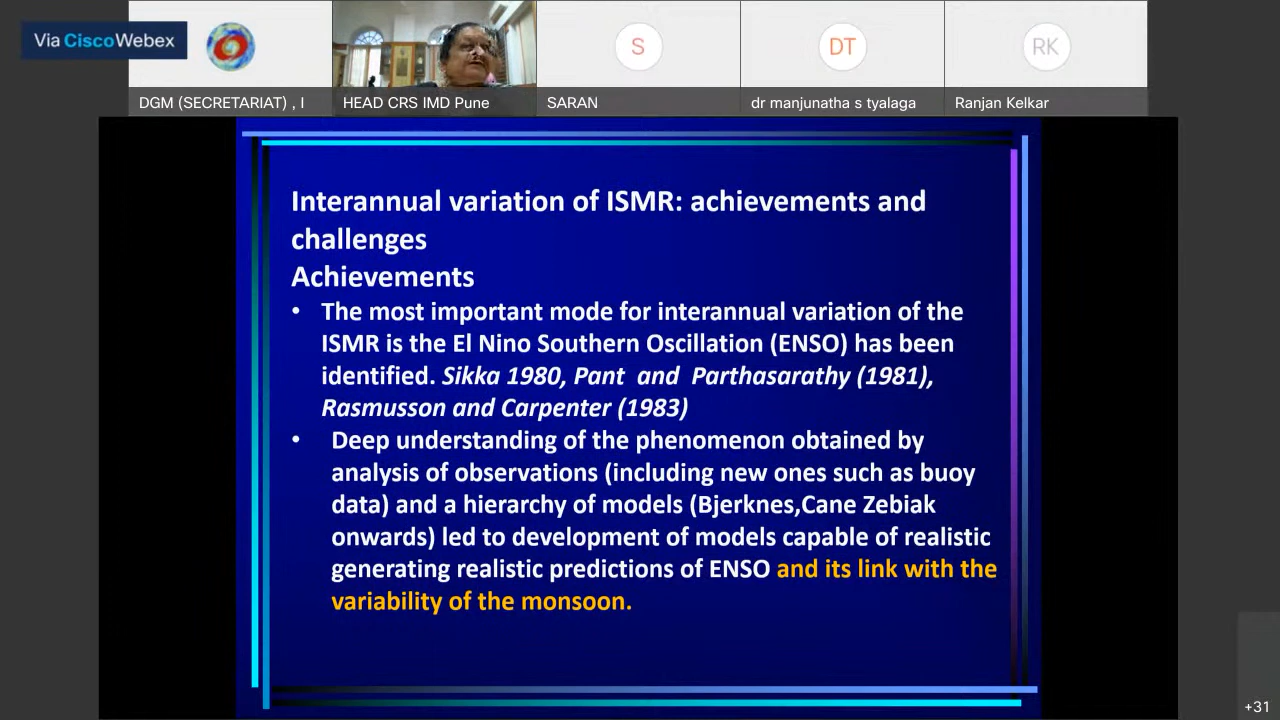 Via Cisco Webex
DGM (SECRETARIAT) , I
HEAD CRS IMD Pune
S
SARAN
DT
dr manjunatha s tyalaga
RK
Ranjan Kelkar
Interannual variation of ISMR: achievements and
challenges
Achievements
• The most important mode for interannual variation of the
ISMR is the El Nino Southern Oscillation (ENSO) has been
identified. Sikka 1980, Pant and Parthasarathy (1981),
Rasmusson and Carpenter (1983)
• Deep understanding of the phenomenon obtained by
analysis of observations (including new ones such as buoy
data) and a hierarchy of models (Bjerknes,Cane Zebiak
onwards) led to development of models capable of realistic
generating realistic predictions of ENSO and its link with the
variability of the monsoon.
+31